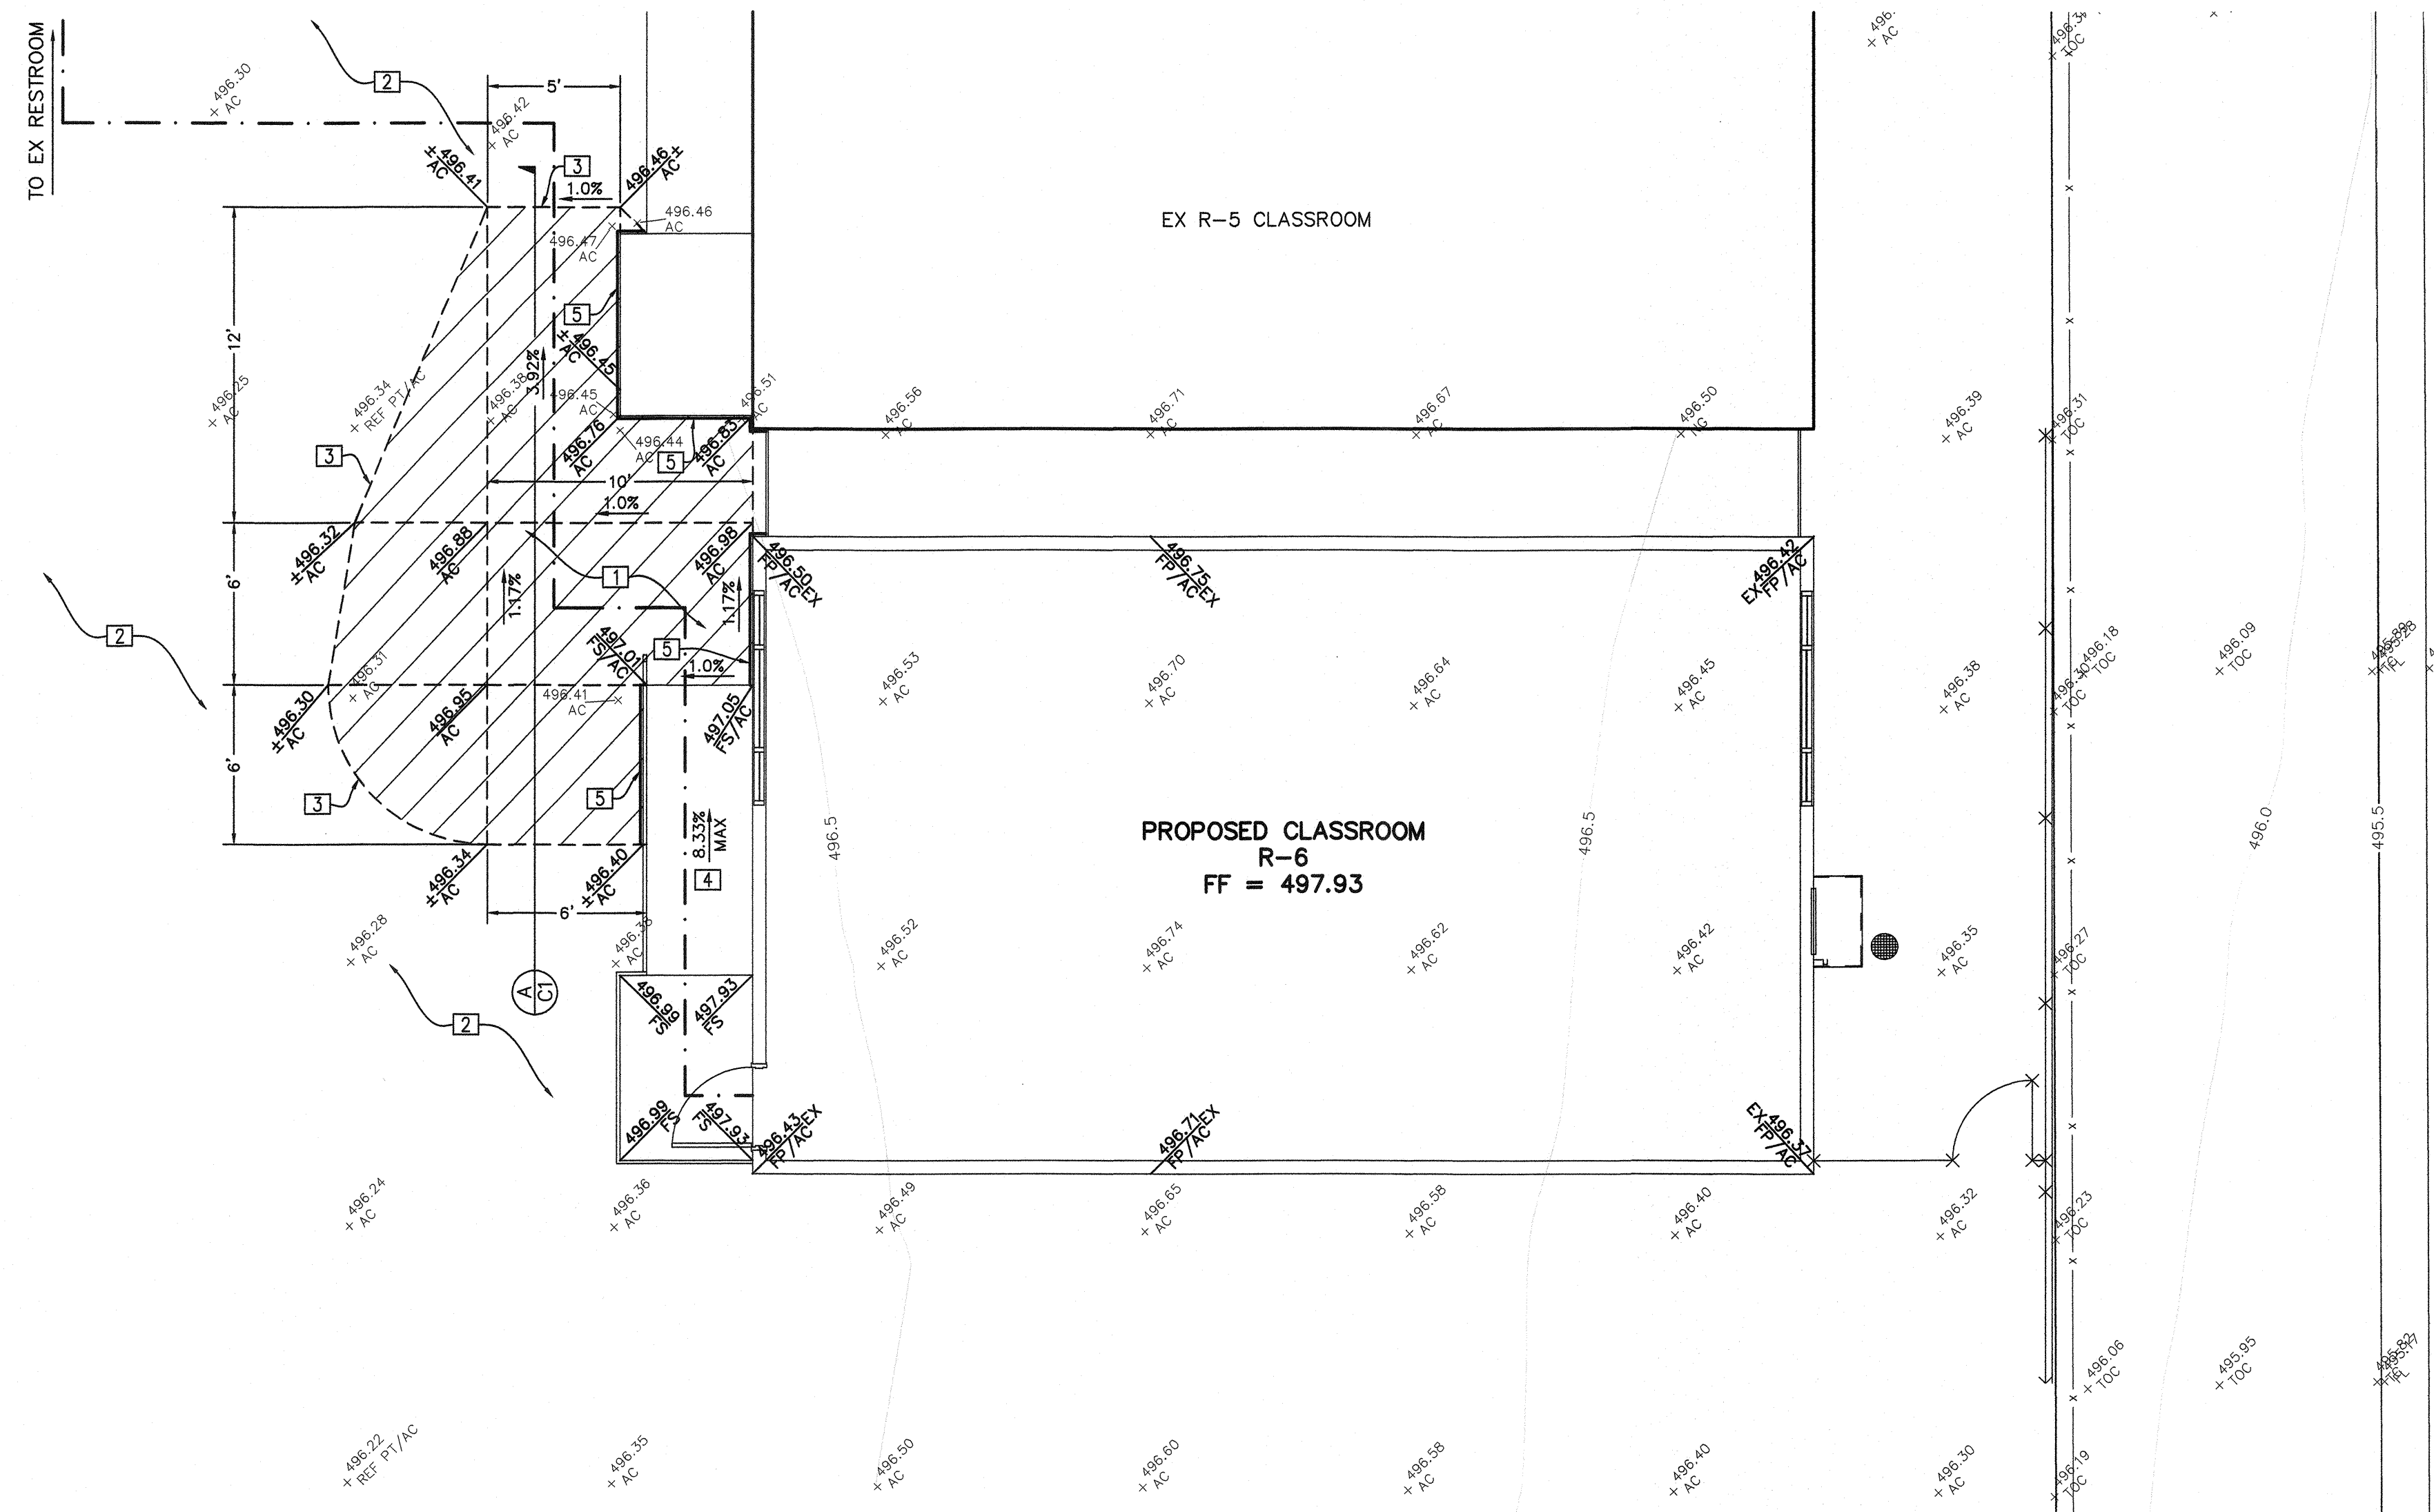 TO EX RESTROOM
496.30
AC
2
5'
496.42
AC
±496.41
AC
3
1.0%
496.46
AC±
496.46
AC
496.47
AC
EX R-5 CLASSROOM
496.
AC
TOC
12'
5
±496.45
AC
3.92%
496.25
AC
496.34
REF PT/AC
496.38
AC
496.45
AC
496.51
AC
496.56
AC
496.71
AC
496.67
AC
496.50
NG
496.39
AC
496.31
TOC
496.76
AC
496.44
AC
496.83
AC
5
3
10'
1.0%
±496.32
AC
496.88
AC
496.98
AC
496.50
FP/ACEX
496.75
FP/ACEX
EX496.42
FP/AC
6'
1.17%
1
1.17%
2
497.01
FS/AC
5
1.0%
496.31
AC
496.41
AC
496.53
AC
496.70
AC
496.64
AC
496.45
AC
496.38
AC
496.30
TOC
496.18
TOC
496.09
TOC
±496.30
AC
496.95
AC
497.05
FS/AC
6'
3
5
8.33%
MAX
4
496.5
PROPOSED CLASSROOM
R-6
FF = 497.93
496.5
496.0
495.5
±496.34
AC
±496.40
AC
6'
496.28
AC
496.38
AC
496.52
AC
496.74
AC
496.62
AC
496.42
AC
496.35
AC
496.27
TOC
A
C1
2
496.99
FS
497.93
FS
496.99
FS
497.93
FS
496.43
FP/ACEX
496.71
FP/ACEX
EX496.37
FP/AC
496.24
AC
496.36
AC
496.49
AC
496.65
AC
496.58
AC
496.40
AC
496.32
AC
496.23
TOC
496.06
TOC
495.95
TOC
495.82
FL
496.22
REF PT/AC
496.35
AC
496.50
AC
496.60
AC
496.58
AC
496.40
AC
496.30
AC
496.19
TOC